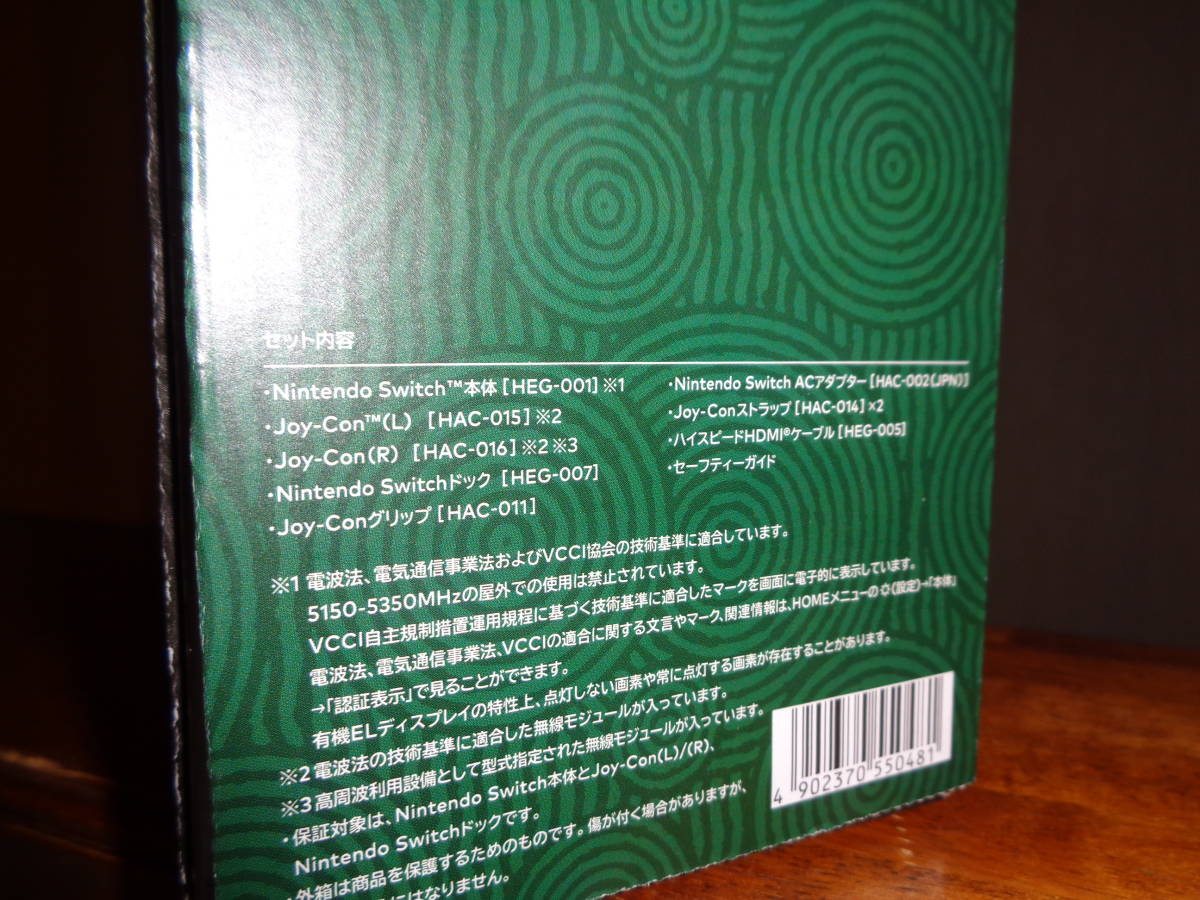 セット内容
・Nintendo Switch™本体［HEG-001］※1
・Joy-Con™(L)［HAC-015］※2
・Joy-Con(R)［HAC-016］※2 ※3
・Nintendo Switchドック［HEG-007］
・Joy-Conグリップ［HAC-011］
・Nintendo Switch ACアダプター［HAC-002(JPN)］
・Joy-Conストラップ［HAC-014］×2
・ハイスピードHDMI®ケーブル［HEG-005］
・セーフティーガイド
※1 電波法、電気通信事業法およびVCCI協会の技術基準に適合しています。
5150-5350MHzの屋外での使用は禁止されています。
VCCI自主規制措置運用規程に基づく技術基準に適合したマークを画面に電子的に表示しています。
電波法、電気通信事業法、VCCIの適合に関する文言やマーク、関連情報は、HOMEメニューの(設定)→「本体」
→「認証表示」で見ることができます。
有機ELディスプレイの特性上、点灯しない画素や常に点灯する画素が存在することがあります。
※2 電波法の技術基準に適合した無線モジュールが入っています。
※3 高周波利用設備として型式指定された無線モジュールが入っています。
・保証対象は、Nintendo Switch本体とJoy-Con(L)/(R)、
Nintendo Switchドックです。
・外箱は商品を保護するためのものです。傷が付く場合がありますが、
にはなりません。
4 902370 550481